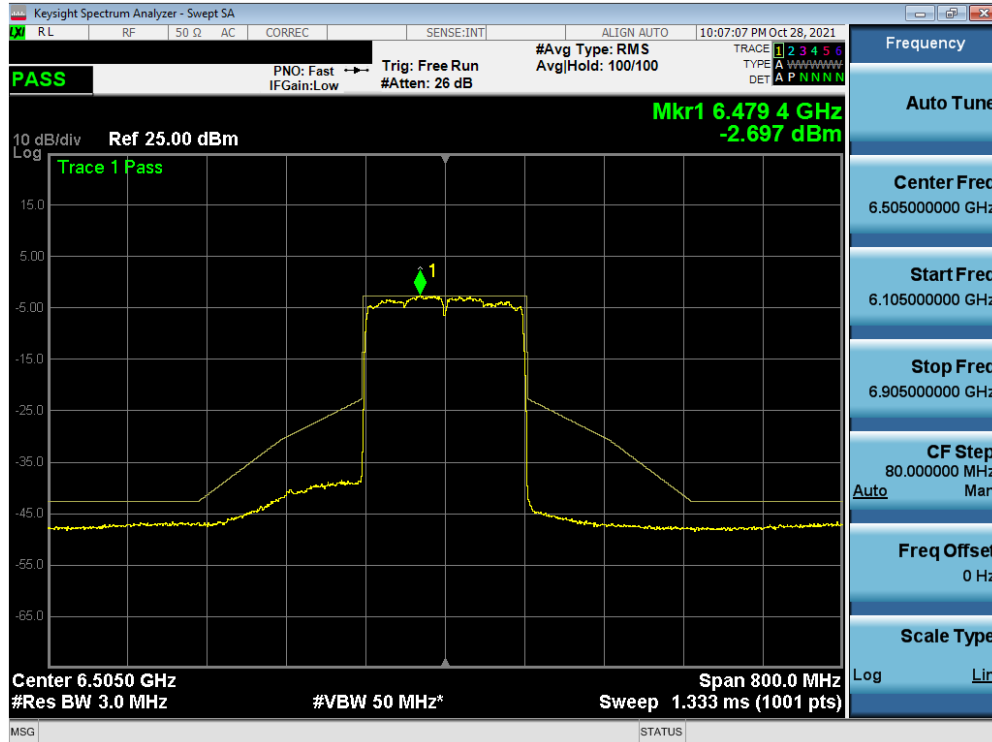 Keysight Spectrum Analyzer - Swept SA
LXI RL RF 50 Ω AC CORREC SENSE:INT ALIGN AUTO 10:07:07 PM Oct 28, 2021
PASS
PNO: Fast
IFGain:Low
Trig: Free Run
#Atten: 26 dB
#Avg Type: RMS
Avg|Hold: 100/100
TRACE 1 2 3 4 5 6
TYPE A WWWWW
DET A P N N N N
Mkr1 6.479 4 GHz
-2.697 dBm
10 dB/div Ref 25.00 dBm
Log
Trace 1 Pass
15.0
5.00
1
-5.00
-15.0
-25.0
-35.0
-45.0
-55.0
-65.0
Center 6.5050 GHz Span 800.0 MHz
#Res BW 3.0 MHz #VBW 50 MHz* Sweep 1.333 ms (1001 pts)
MSG STATUS
Frequency
Auto Tune
Center Freq
6.505000000 GHz
Start Freq
6.105000000 GHz
Stop Freq
6.905000000 GHz
CF Step
80.000000 MHz
Auto Man
Freq Offset
0 Hz
Scale Type
Log Lin